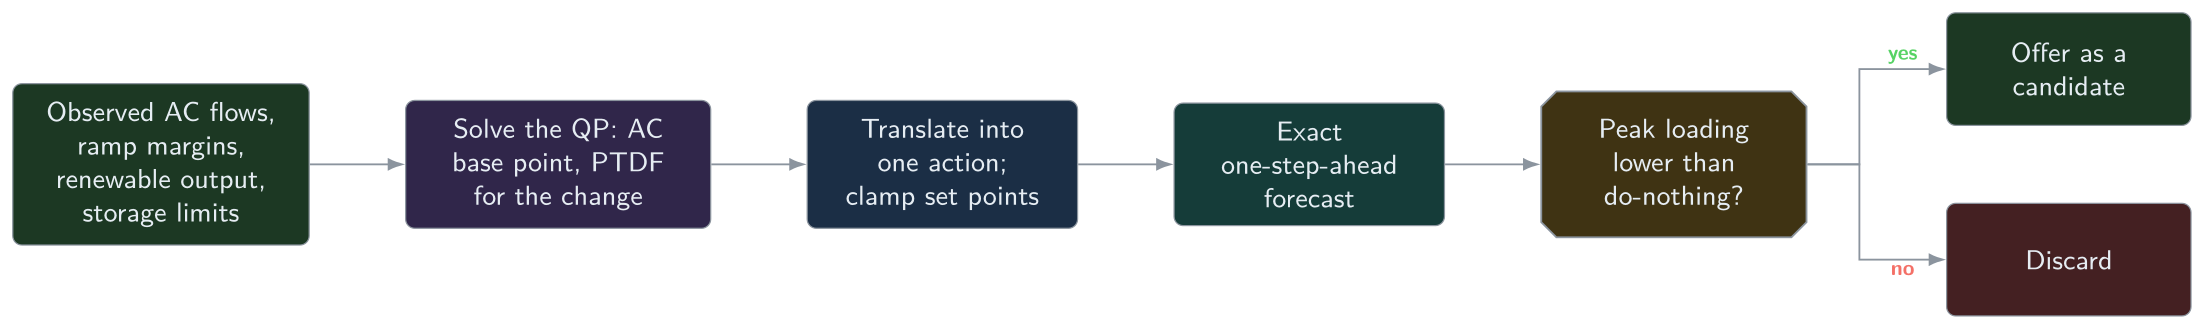 Observed AC flows,
ramp margins,
renewable output,
storage limits
Solve the QP: AC
base point, PTDF
for the change
Translate into
one action;
clamp set points
Exact
one-step-ahead
forecast
Peak loading
lower than
do-nothing?
yes
Offer as a
candidate
no
Discard